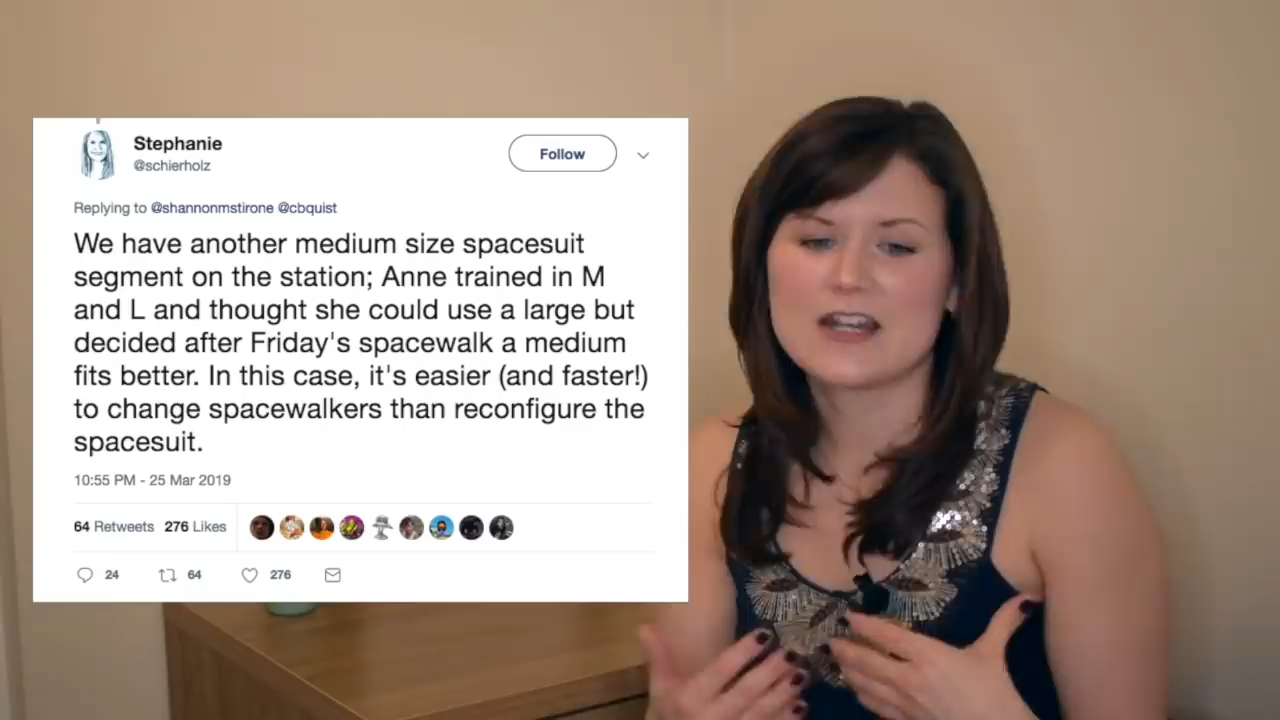 Stephanie
@schierholz
Follow
Replying to @shannonmstirone @cbquist
We have another medium size spacesuit
segment on the station; Anne trained in M
and L and thought she could use a large but
decided after Friday's spacewalk a medium
fits better. In this case, it's easier (and faster!)
to change spacewalkers than reconfigure the
spacesuit.
10:55 PM - 25 Mar 2019
64 Retweets 276 Likes
24 64 276